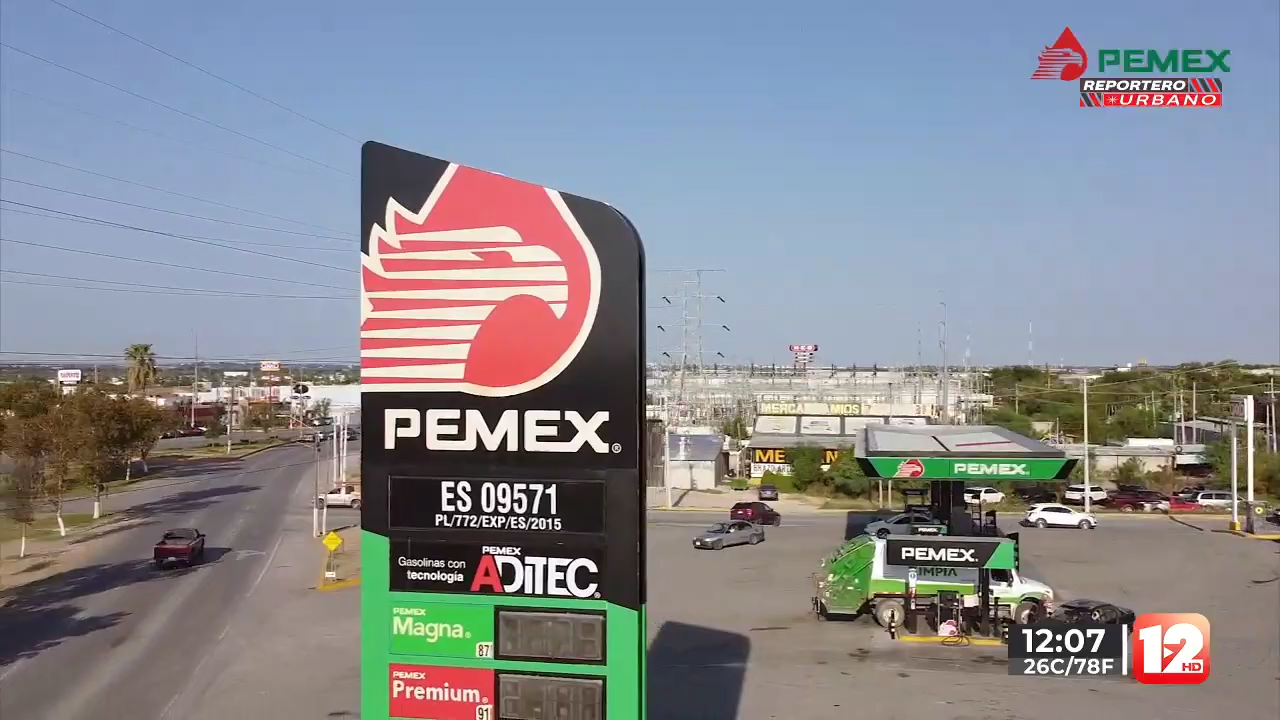 PEMEX
REPORTERO
URBANO
PEMEX®
ES 09571
PL/772/EXP/ES/2015
Gasolinas con
tecnología
PEMEX
ADITEC®
PEMEX
Magna®
87
PEMEX
Premium®
91
PEMEX
PEMEX
PEMEX
12:07
26C/78F
12
HD